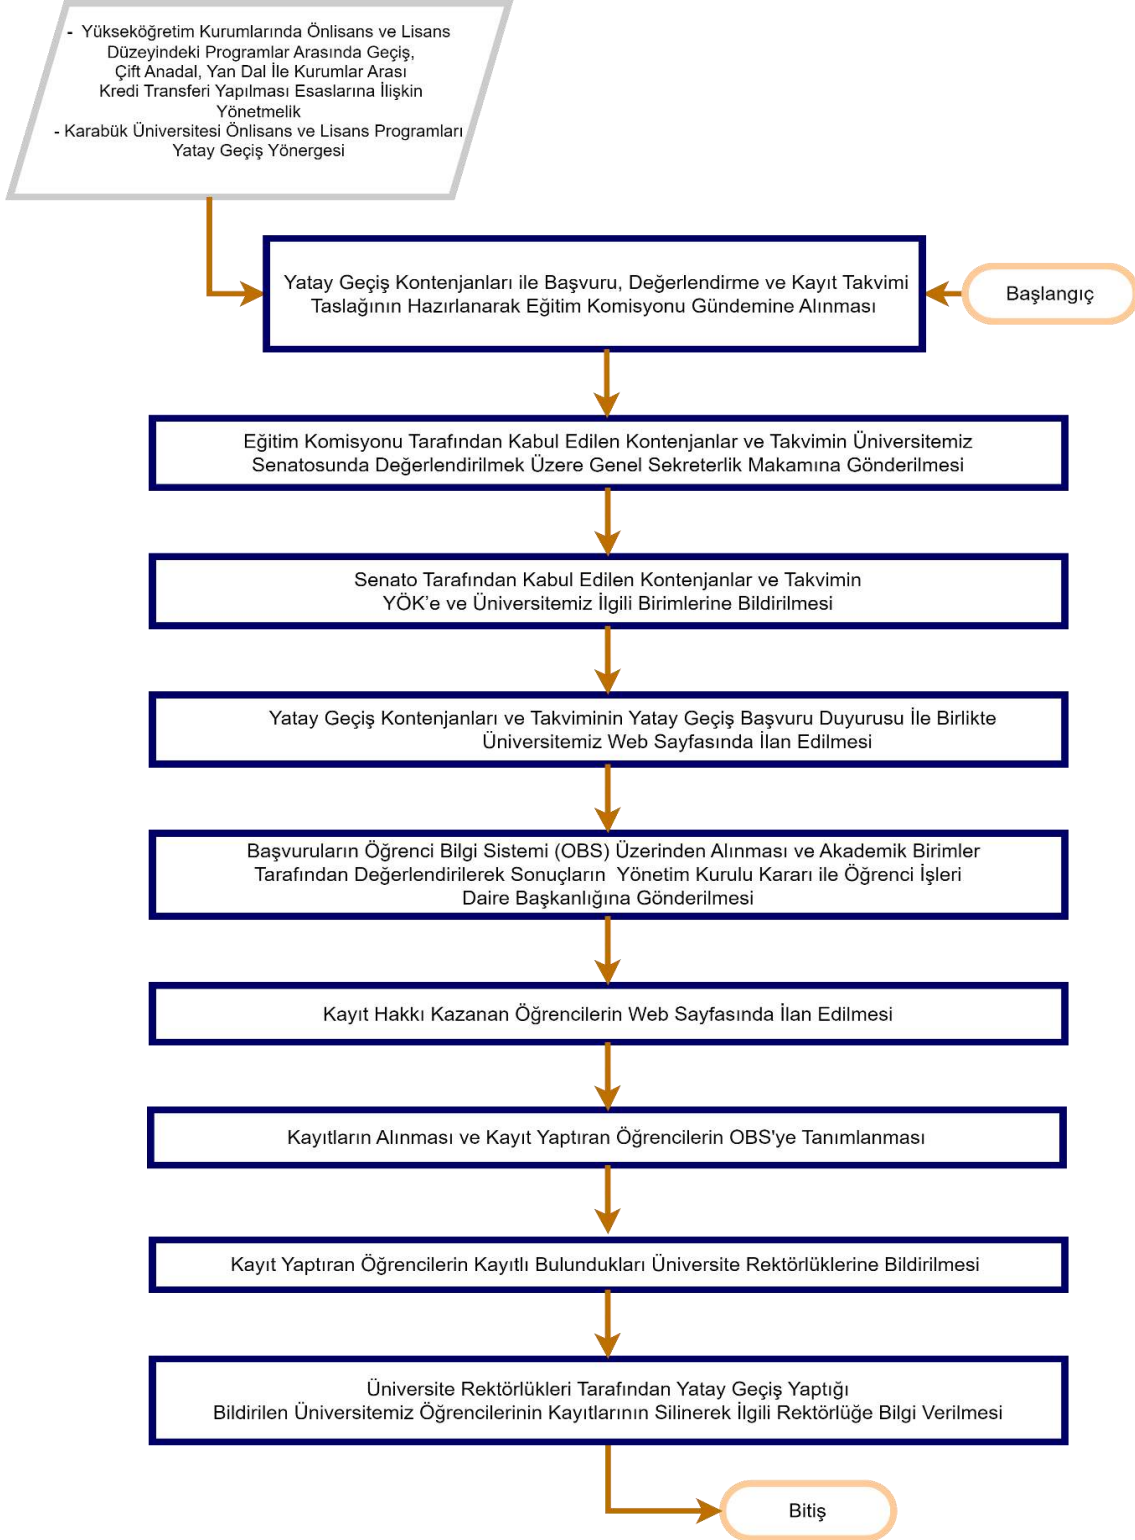 - Yükseköğretim Kurumlarında Önlisans ve Lisans
Düzeyindeki Programlar Arasında Geçiş,
Çift Anadal, Yan Dal İle Kurumlar Arası
Kredi Transferi Yapılması Esaslarına İlişkin
Yönetmelik
- Karabük Üniversitesi Önlisans ve Lisans Programları
Yatay Geçiş Yönergesi
Yatay Geçiş Kontenjanları ile Başvuru, Değerlendirme ve Kayıt Takvimi
Taslağının Hazırlanarak Eğitim Komisyonu Gündemine Alınması
Başlangıç
Eğitim Komisyonu Tarafından Kabul Edilen Kontenjanlar ve Takvimin Üniversitemiz
Senatosunda Değerlendirilmek Üzere Genel Sekreterlik Makamına Gönderilmesi
Senato Tarafından Kabul Edilen Kontenjanlar ve Takvimin
YÖK’e ve Üniversitemiz İlgili Birimlerine Bildirilmesi
Yatay Geçiş Kontenjanları ve Takviminin Yatay Geçiş Başvuru Duyurusu İle Birlikte
Üniversitemiz Web Sayfasında İlan Edilmesi
Başvuruların Öğrenci Bilgi Sistemi (OBS) Üzerinden Alınması ve Akademik Birimler
Tarafından Değerlendirilerek Sonuçların  Yönetim Kurulu Kararı ile Öğrenci İşleri
Daire Başkanlığına Gönderilmesi
Kayıt Hakkı Kazanan Öğrencilerin Web Sayfasında İlan Edilmesi
Kayıtların Alınması ve Kayıt Yaptıran Öğrencilerin OBS'ye Tanımlanması
Kayıt Yaptıran Öğrencilerin Kayıtlı Bulundukları Üniversite Rektörlüklerine Bildirilmesi
Üniversite Rektörlükleri Tarafından Yatay Geçiş Yaptığı
Bildirilen Üniversitemiz Öğrencilerinin Kayıtlarının Silinerek İlgili Rektörlüğe Bilgi Verilmesi
Bitiş